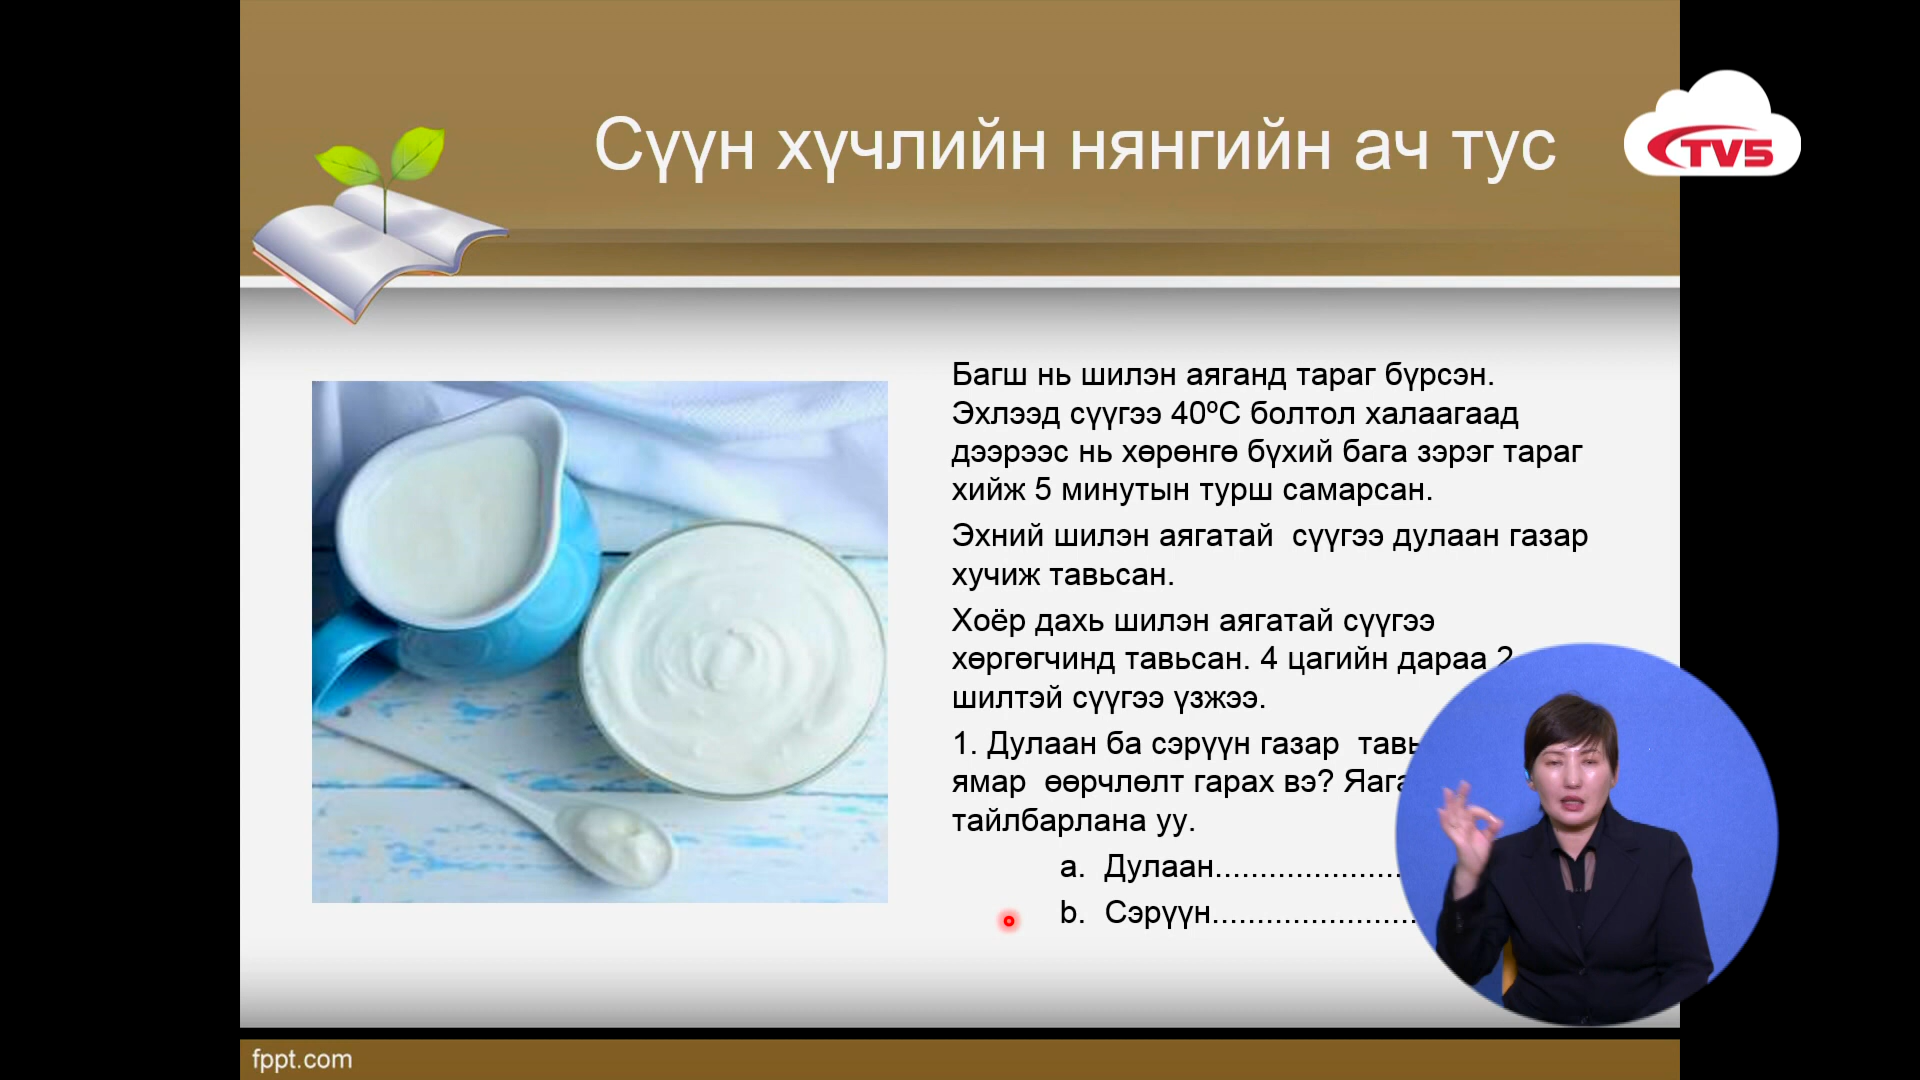 Сүүн хүчлийн нянгийн ач тус
TV5
Багш нь шилэн аяганд тараг бүрсэн.
Эхлээд сүүгээ 40ºС болтол халаагаад
дээрээс нь хөрөнгө бүхий бага зэрэг тараг
хийж 5 минутын турш самарсан.
Эхний шилэн аягатай сүүгээ дулаан газар
хучиж тавьсан.
Хоёр дахь шилэн аягатай сүүгээ
хөргөгчинд тавьсан. 4 цагийн дараа 2
шилтэй сүүгээ үзжээ.
1. Дулаан ба сэрүүн газар
ямар өөрчлөлт гарах вэ?
тайлбарлана уу.
a. Дулаан.....................
b. Сэрүүн.......................
fppt.com